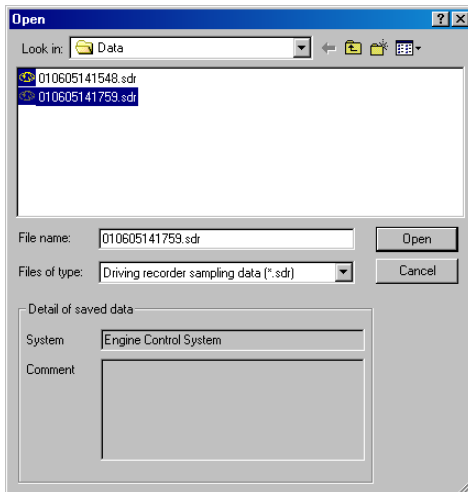 Open
Look in: Data
010605141548.sdr
010605141759.sdr
File name: 010605141759.sdr Open
Files of type: Driving recorder sampling data (*.sdr) Cancel
Detail of saved data
System Engine Control System
Comment